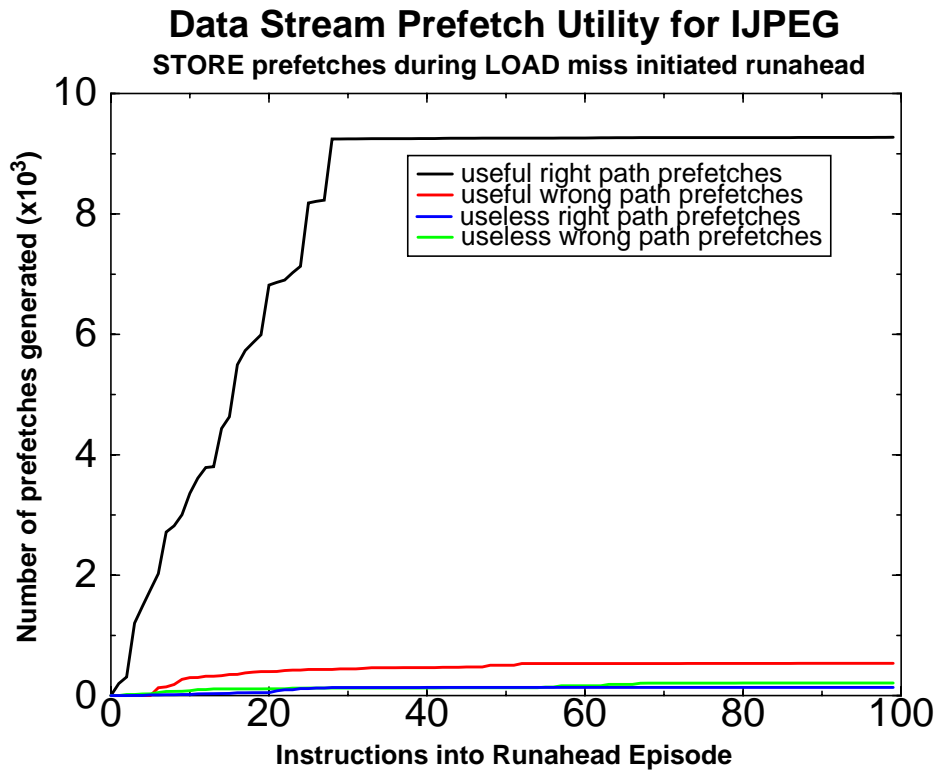 Data Stream Prefetch Utility for IJPEG
STORE prefetches during LOAD miss initiated runahead
Number of prefetches generated (x10³)
10
8
6
4
2
0
useful right path prefetches
useful wrong path prefetches
useless right path prefetches
useless wrong path prefetches
0 20 40 60 80 100
Instructions into Runahead Episode